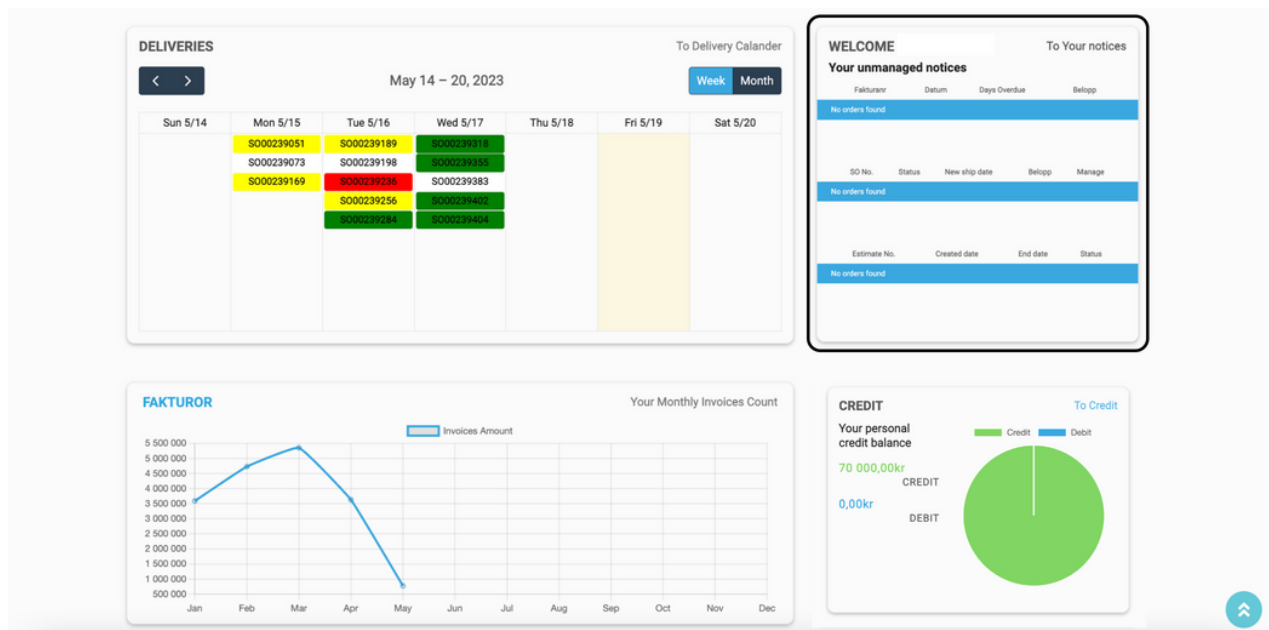 DELIVERIES
To Delivery Calander
May 14 – 20, 2023
Week Month
Sun 5/14 Mon 5/15 Tue 5/16 Wed 5/17 Thu 5/18 Fri 5/19 Sat 5/20
SO00239051 SO00239189 SO00239318
SO00239073 SO00239198 SO00239355
SO00239169 SO00239236 SO00239383
SO00239256 SO00239402
SO00239284 SO00239404
WELCOME
To Your notices
Your unmanaged notices
Fakturanr Datum Days Overdue Belopp
No orders found
SO No. Status New ship date Belopp Manage
No orders found
Estimate No. Created date End date Status
No orders found
FAKTUROR
Your Monthly Invoices Count
Invoices Amount
5 500 000
5 000 000
4 500 000
4 000 000
3 500 000
3 000 000
2 500 000
2 000 000
1 500 000
1 000 000
500 000
Jan Feb Mar Apr May Jun Jul Aug Sep Oct Nov Dec
CREDIT
To Credit
Your personal
credit balance
Credit Debit
70 000,00kr
CREDIT
0,00kr
DEBIT